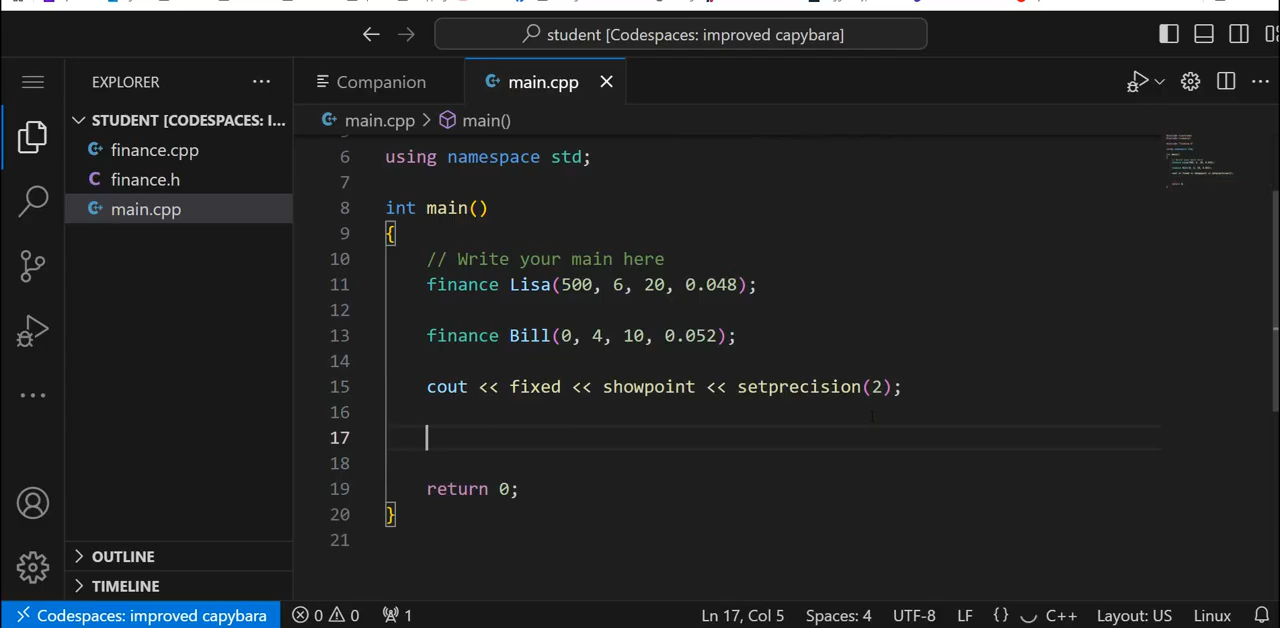 student [Codespaces: improved capybara]
EXPLORER ...
STUDENT [CODESPACES: I...
finance.cpp
finance.h
main.cpp
OUTLINE
TIMELINE
Companion
main.cpp
main.cpp > main()
6 using namespace std;
7
8 int main()
9 {
10 // Write your main here
11 finance Lisa(500, 6, 20, 0.048);
12
13 finance Bill(0, 4, 10, 0.052);
14
15 cout << fixed << showpoint << setprecision(2);
16
17
18
19 return 0;
20 }
21
Codespaces: improved capybara 0 0 1 Ln 17, Col 5 Spaces: 4 UTF-8 LF {} C++ Layout: US Linux